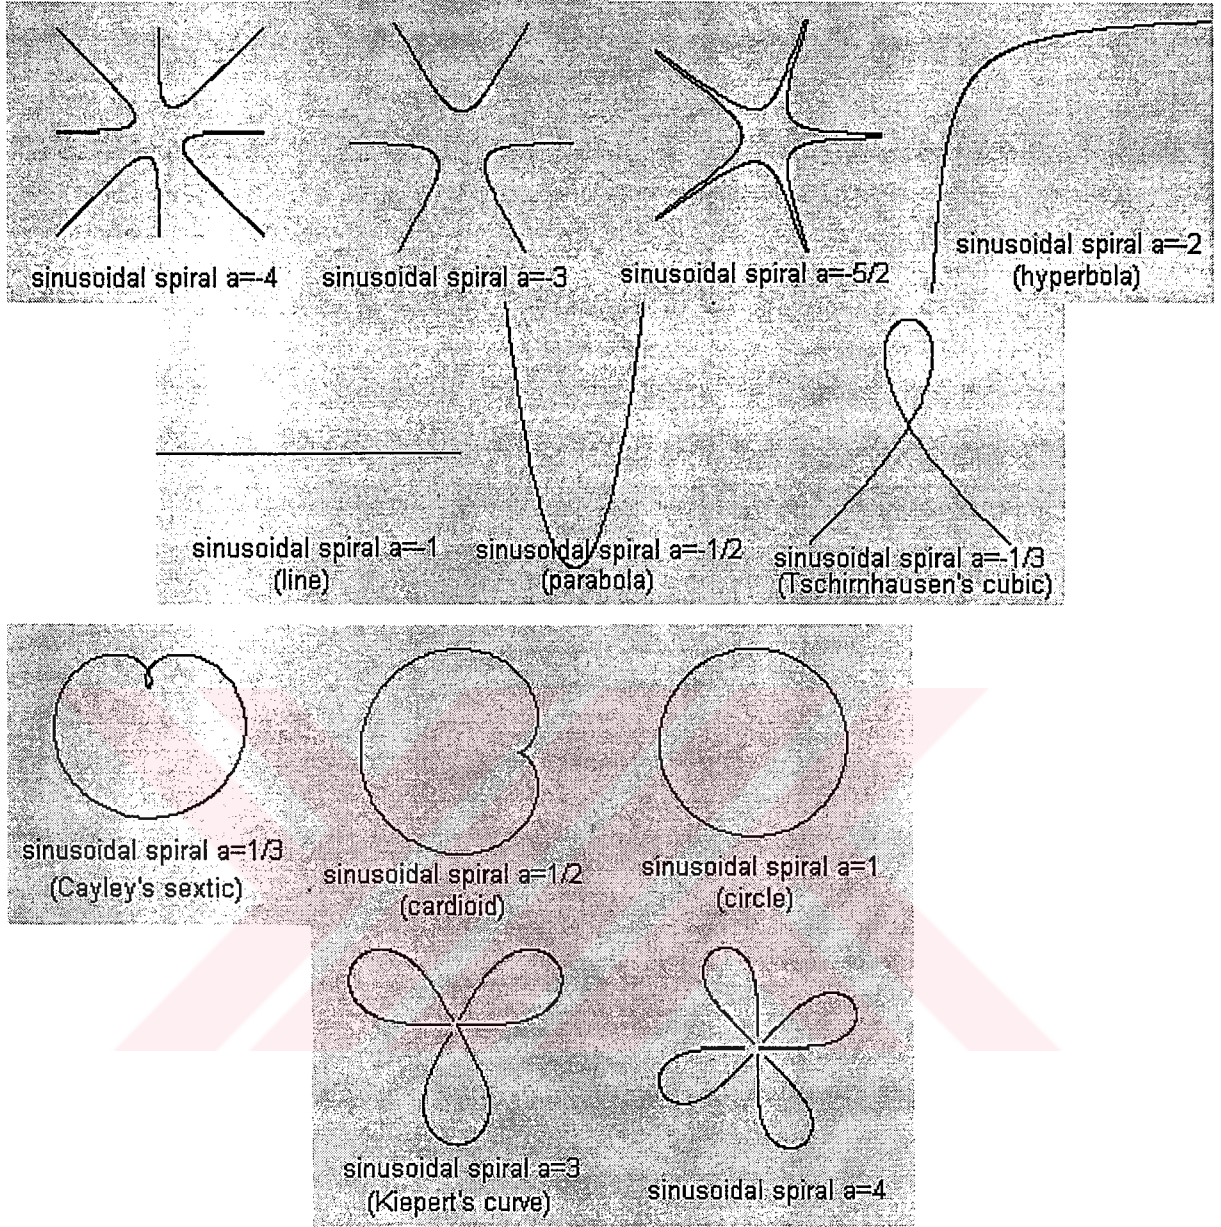 sinusoidal spiral a=-4
sinusoidal spiral a=-3
sinusoidal spiral a=-5/2
sinusoidal spiral a=-2
(hyperbola)
sinusoidal spiral a=-1
(line)
sinusoidal spiral a=-1/2
(parabola)
sinusoidal spiral a=-1/3
(Tschirnhausen's cubic)
sinusoidal spiral a=1/3
(Cayley's sextic)
sinusoidal spiral a=1/2
(cardioid)
sinusoidal spiral a=1
(circle)
sinusoidal spiral a=3
(Kiepert's curve)
sinusoidal spiral a=4